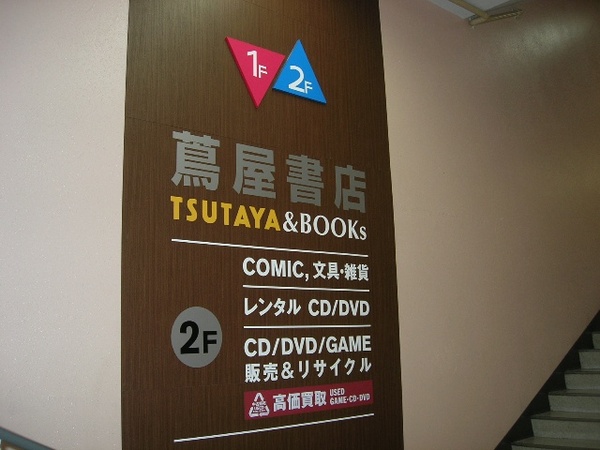 1F 2F
蔦屋書店
TSUTAYA&BOOKs
COMIC, 文具・雑貨
レンタル CD/DVD
2F
CD/DVD/GAME
販売&リサイクル
高価買取 USED
GAME・CD・DVD